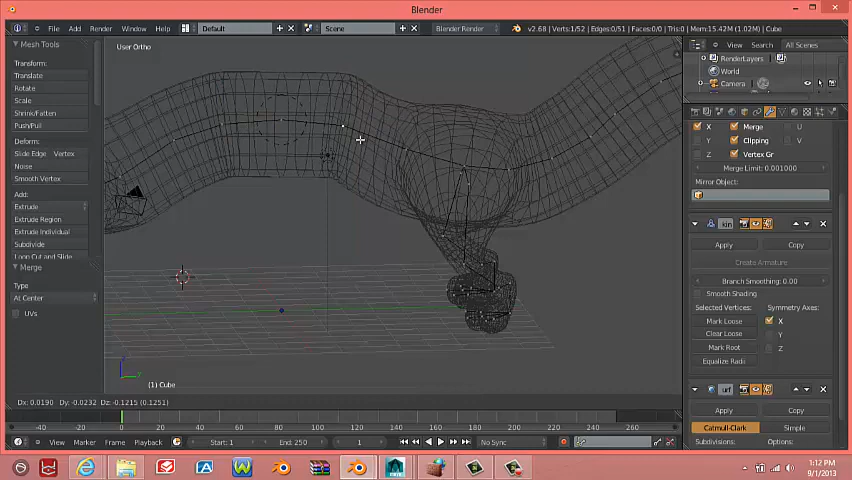 Blender
File Add Render Window Help Default Scene Blender Render v2.68 | Verts:1/52 | Edges:0/51 | Faces:0/0 | Tris:0 | Mem:15.42M (1.02M) | Cube
Mesh Tools
Transform:
Translate
Rotate
Scale
Shrink/Fatten
Push/Pull
Deform:
Slide Edge Vertex
Noise
Smooth Vertex
Add:
Extrude
Extrude Region
Extrude Individual
Subdivide
Loop Cut and Slide
Merge
Type
At Center
UVs
User Ortho
(1) Cube
View Search All Scenes
RenderLayers
World
Camera
X Merge U
Y Clipping V
Z Vertex Gr
Merge Limit: 0.001000
Mirror Object:
kin
Apply Copy
Create Armature
Branch Smoothing: 0.00
Smooth Shading
Selected Vertices: Symmetry Axes:
Mark Loose X
Clear Loose Y
Mark Root Z
Equalize Radii
urf
Apply Copy
Catmull-Clark Simple
Subdivisions: Options:
Dx: 0.0190 Dy: -0.0232 Dz: -0.1215 (0.1251)
-40 -20 0 20 40 60 80 100 120 140 160 180 200 220 240 260
View Marker Frame Playback Start: 1 End: 250 1 No Sync
1:12 PM
9/1/2013